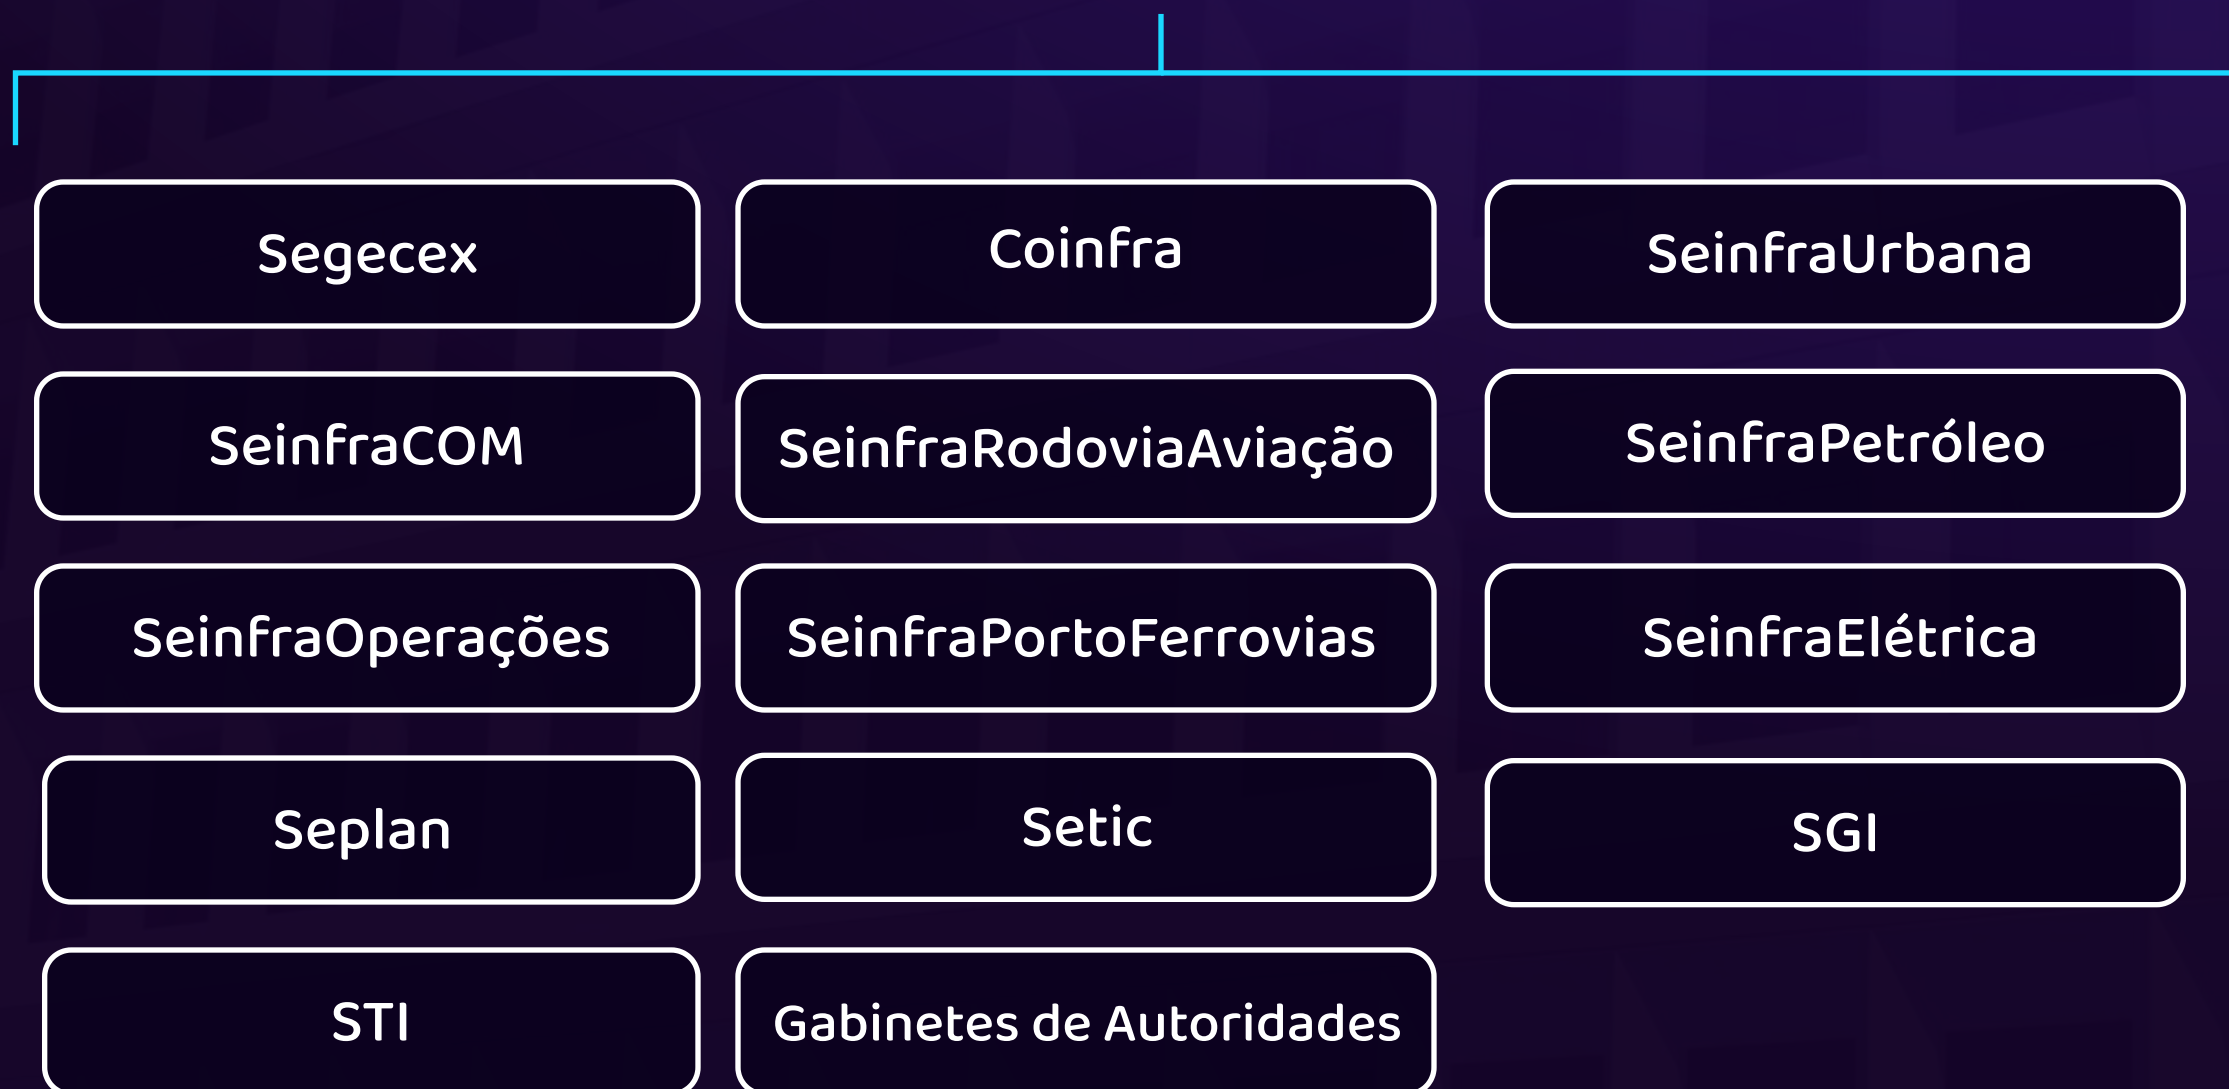 Segecex
Coinfra
SeinfraUrbana
SeinfraCOM
SeinfraRodoviaAviação
SeinfraPetróleo
SeinfraOperações
SeinfraPortoFerrovias
SeinfraElétrica
Seplan
Setic
SGI
STI
Gabinetes de Autoridades